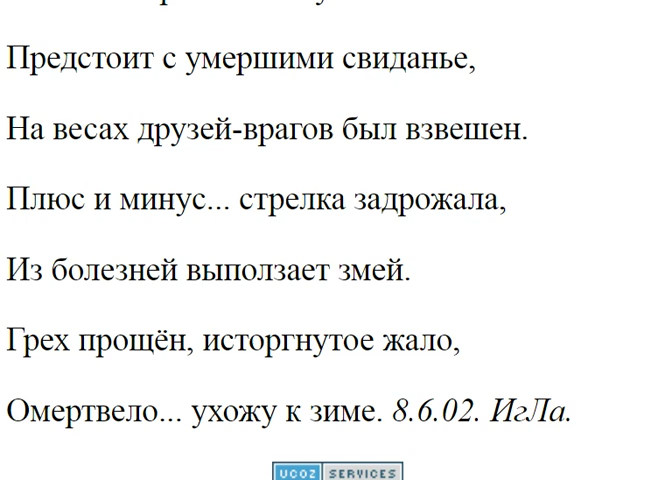 Предстоит с умершими свиданье,
На весах друзей-врагов был взвешен.
Плюс и минус... стрелка задрожала,
Из болезней выползает змей.
Грех прощён, исторгнутое жало,
Омертвело... ухожу к зиме. 8.6.02. ИгЛа.
UCOZ SERVICES